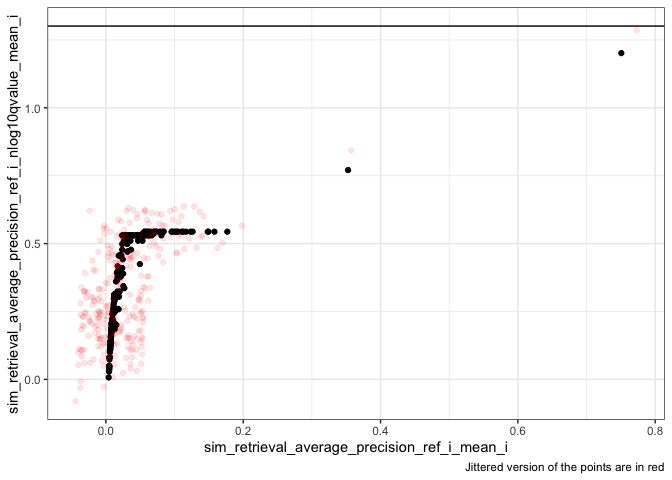 sim_retrieval_average_precision_ref_i_nlog10qvalue_mean_i
1.0
0.5
0.0
0.0
0.2
0.4
0.6
0.8
sim_retrieval_average_precision_ref_i_mean_i
Jittered version of the points are in red